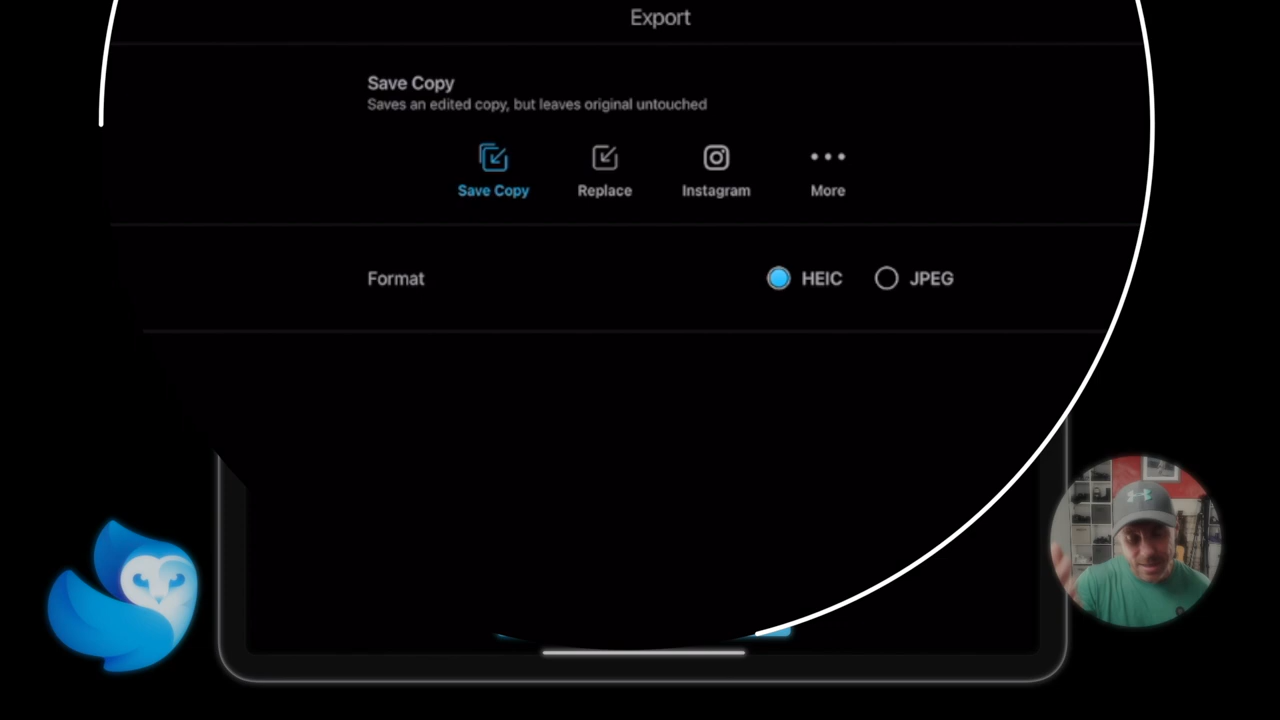 Export
Save Copy
Saves an edited copy, but leaves original untouched
Save Copy Replace Instagram More
Format HEIC JPEG